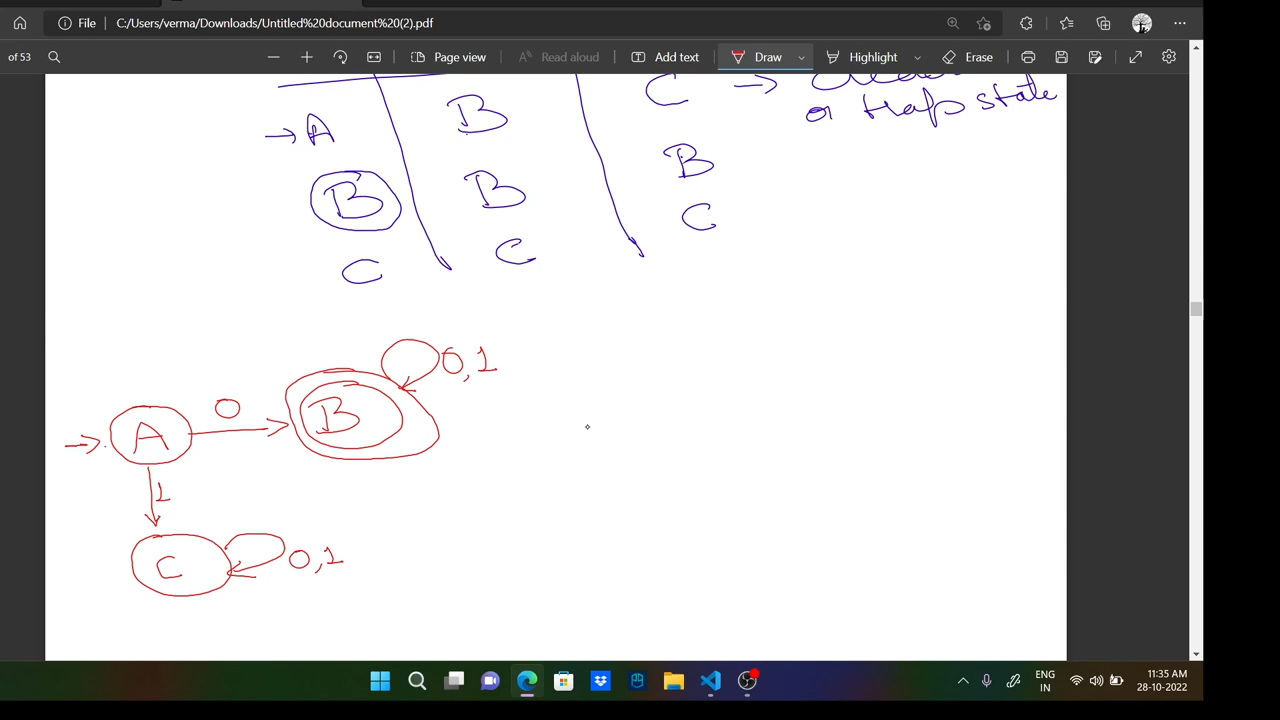 File C:/Users/verma/Downloads/Untitled%20document%20(2).pdf
of 53 Page view Read aloud Add text Draw Highlight Erase
C →
or trap state
→ A B
B B B
C C C
0,1
A 0 B
1
C 0,1
ENG
IN
11:35 AM
28-10-2022